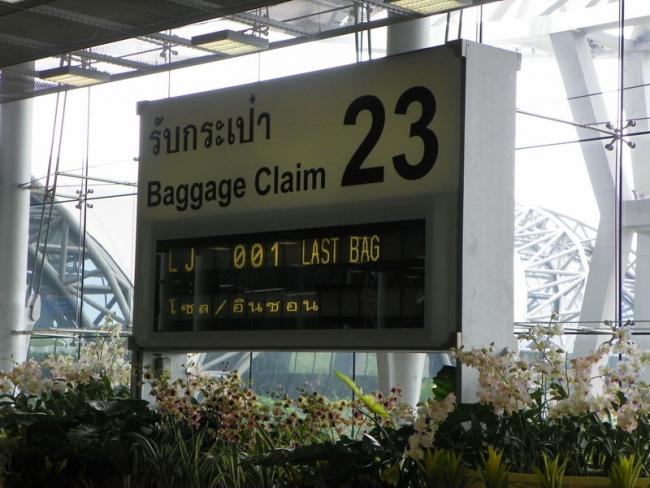 รับกระเป๋า
Baggage Claim
23
LJ 001 LAST BAG
โซล/อินชอน